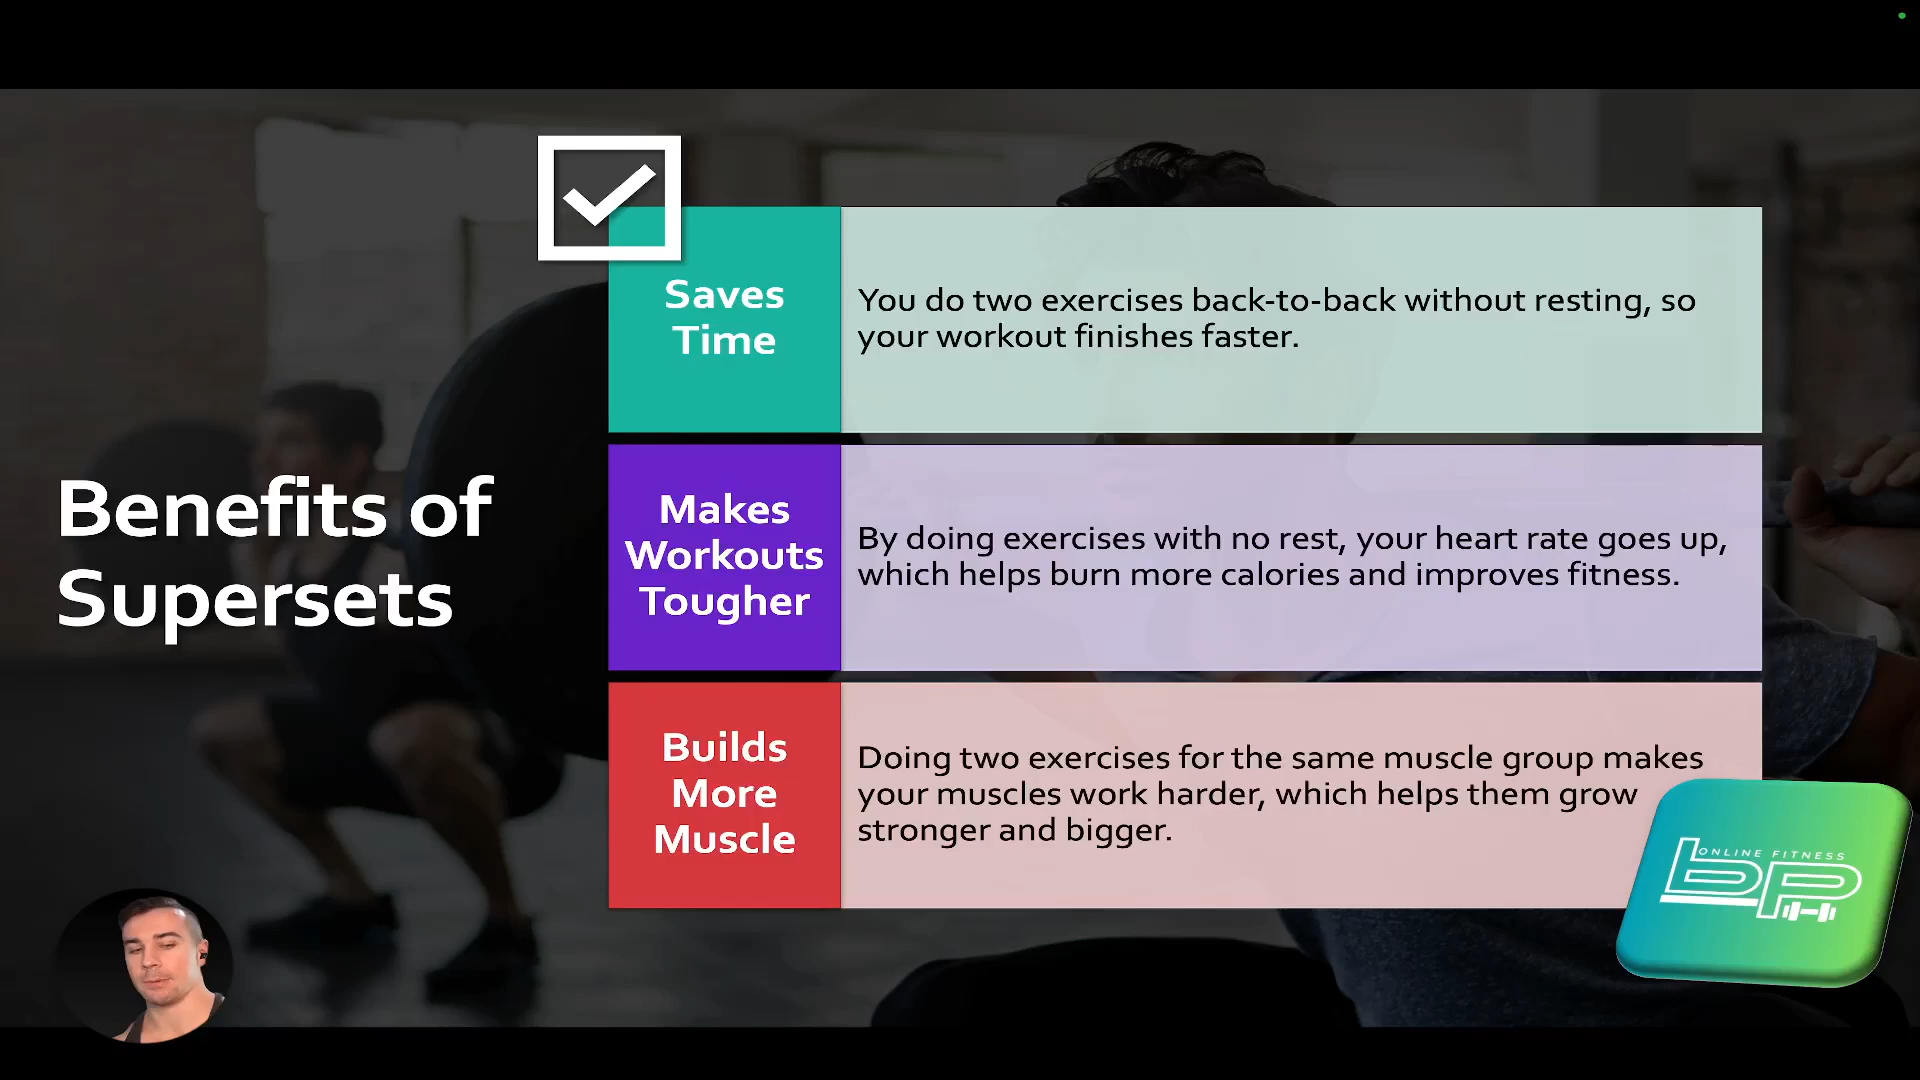 Benefits of
Supersets
Saves
Time
You do two exercises back-to-back without resting, so
your workout finishes faster.
Makes
Workouts
Tougher
By doing exercises with no rest, your heart rate goes up,
which helps burn more calories and improves fitness.
Builds
More
Muscle
Doing two exercises for the same muscle group makes
your muscles work harder, which helps them grow
stronger and bigger.
ONLINE FITNESS
bp